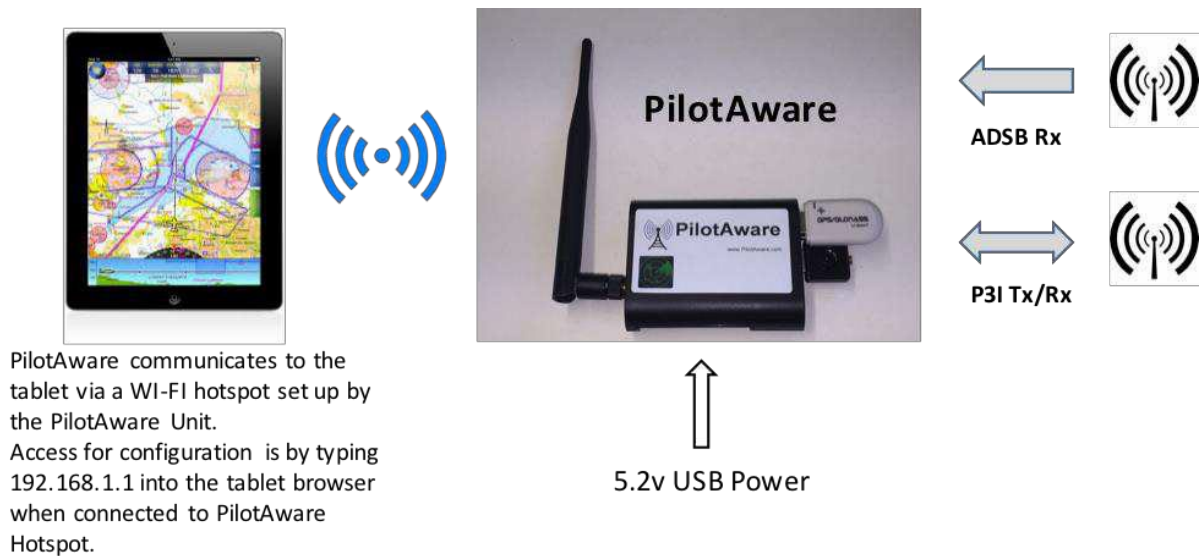 PilotAware
ADSB Rx
PilotAware
www.PilotAware.com
GPS/GLONASS
P3I Tx/Rx
PilotAware communicates to the
tablet via a WI-FI hotspot set up by
the PilotAware Unit.
Access for configuration is by typing
192.168.1.1 into the tablet browser
when connected to PilotAware
Hotspot.
5.2v USB Power